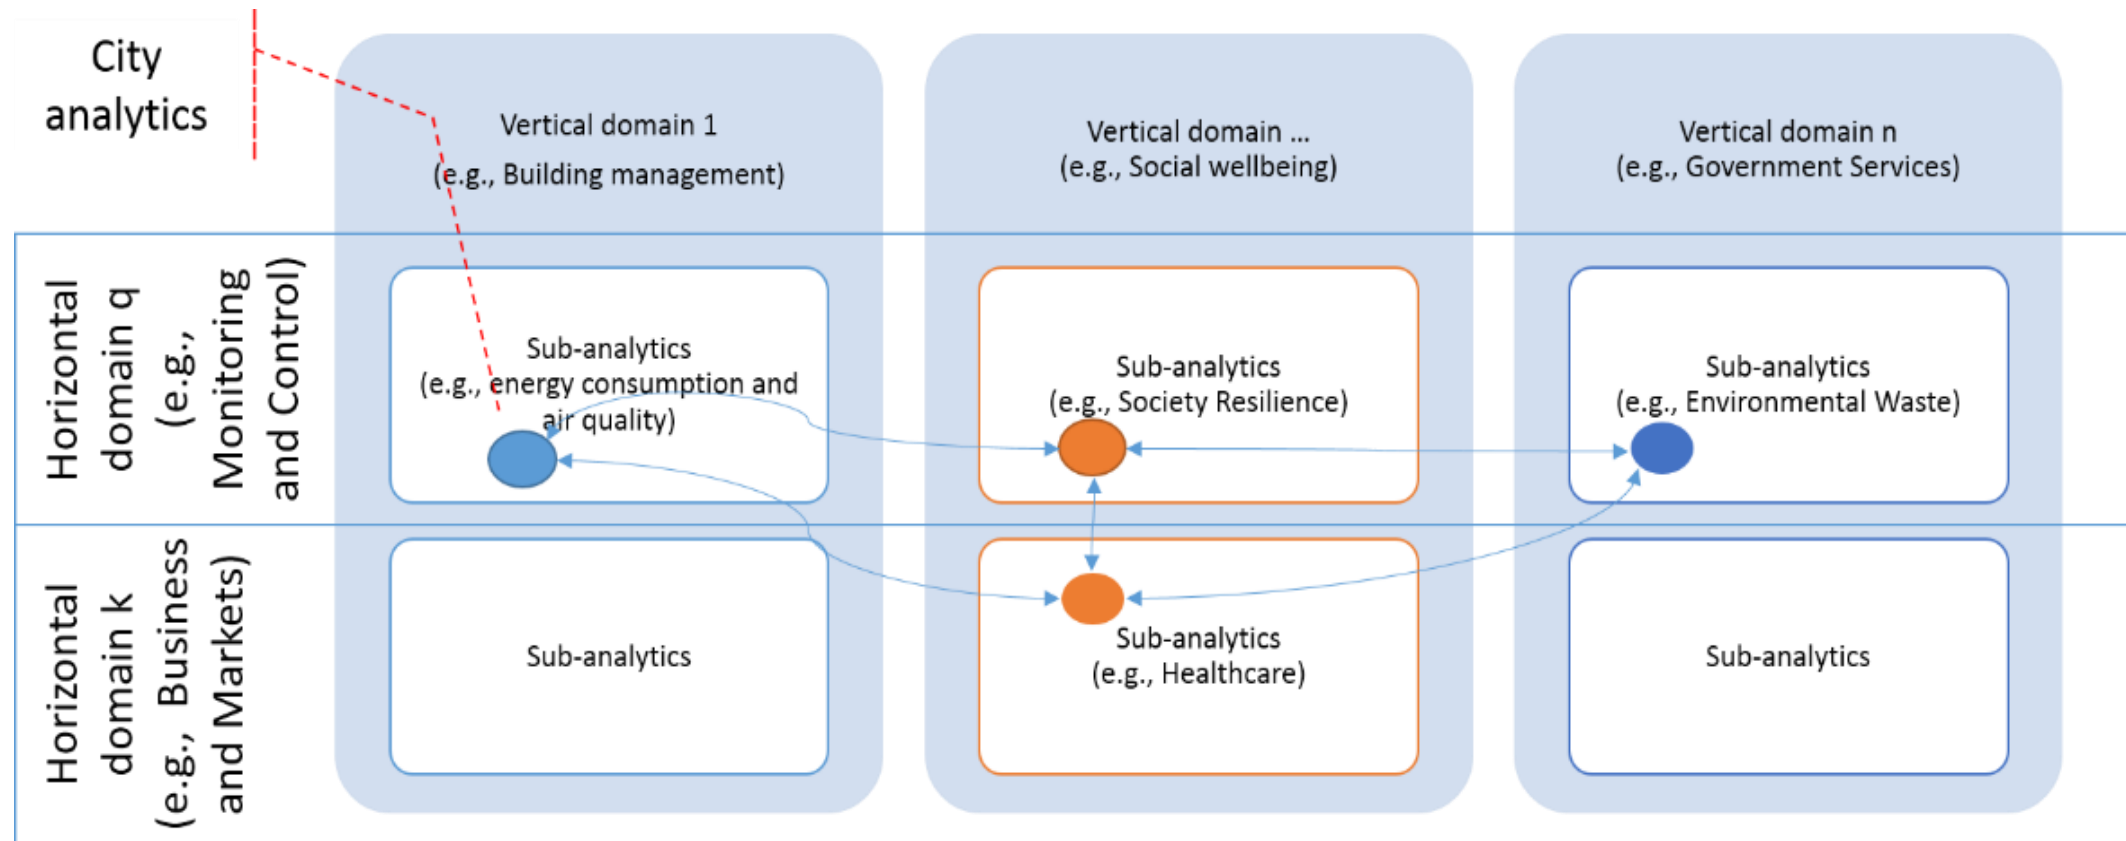 City
analytics
Vertical domain 1
(e.g., Building management)
Vertical domain ...
(e.g., Social wellbeing)
Vertical domain n
(e.g., Government Services)
Horizontal
domain q
(e.g.,
Monitoring
and Control)
Sub-analytics
(e.g., energy consumption and
air quality)
Sub-analytics
(e.g., Society Resilience)
Sub-analytics
(e.g., Environmental Waste)
Horizontal
domain k
(e.g., Business
and Markets)
Sub-analytics
Sub-analytics
(e.g., Healthcare)
Sub-analytics